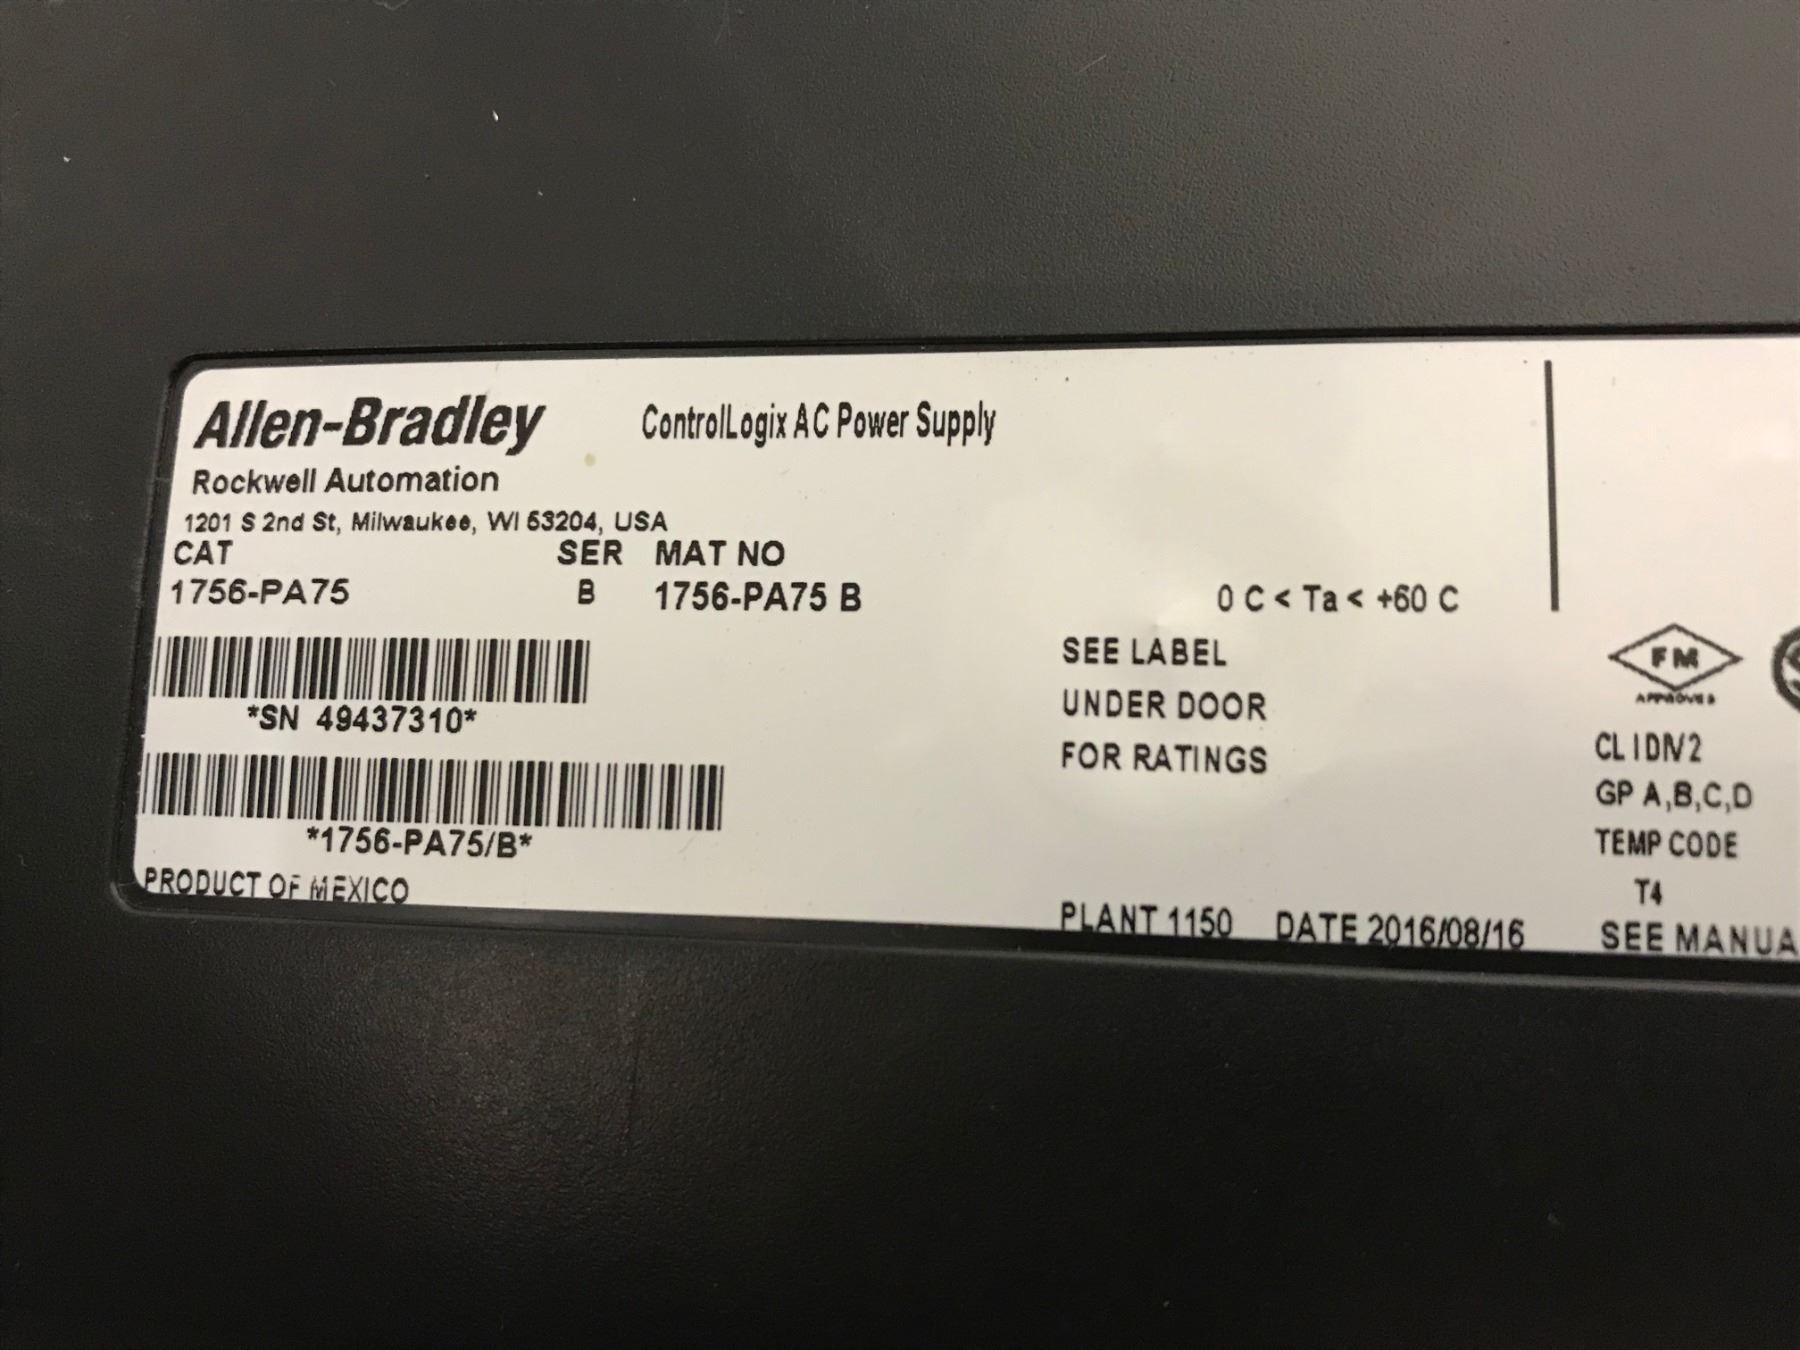 Allen-Bradley
ControlLogix AC Power Supply
Rockwell Automation
1201 S 2nd St, Milwaukee, WI 53204, USA
CAT SER MAT NO
1756-PA75 B 1756-PA75 B
0 C < Ta < +60 C
*SN 49437310*
*1756-PA75/B*
PRODUCT OF MEXICO
SEE LABEL
UNDER DOOR
FOR RATINGS
PLANT 1150 DATE 2016/08/16
FM
APPROVED
CL I DIV 2
GP A,B,C,D
TEMP CODE
T4
SEE MANUA